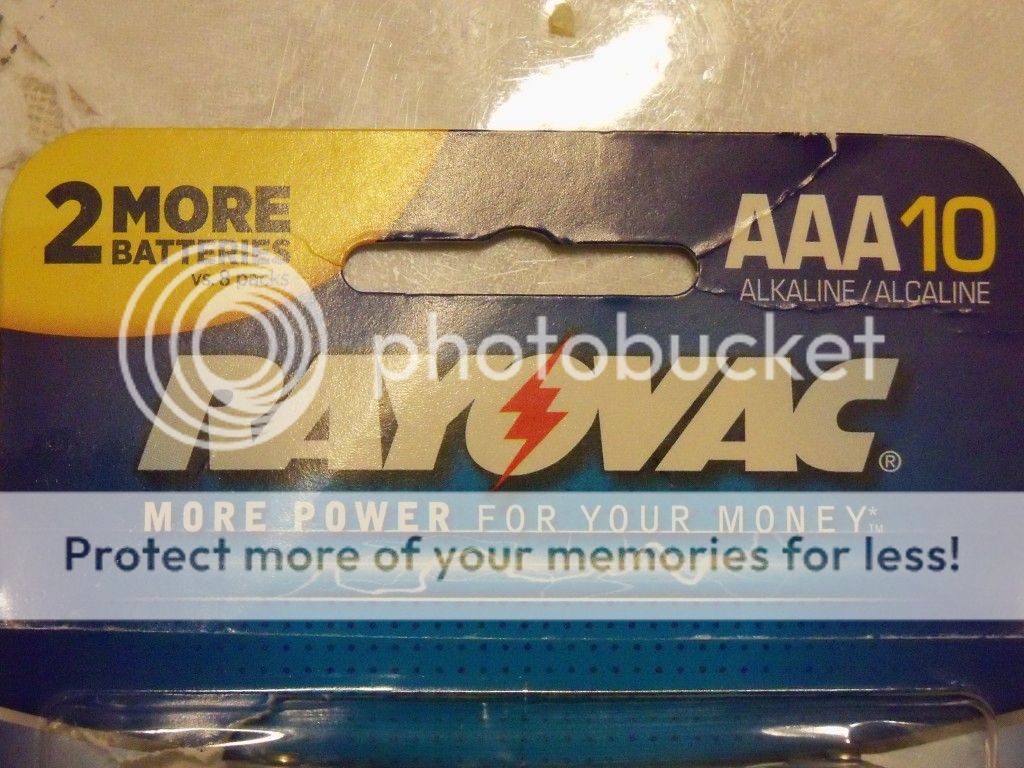 2 MORE
BATTERIES
vs. 8 packs
AAA10
ALKALINE/ALCALINE
photobucket
RAYOVAC®
MORE POWER FOR YOUR MONEY*™
Protect more of your memories for less!